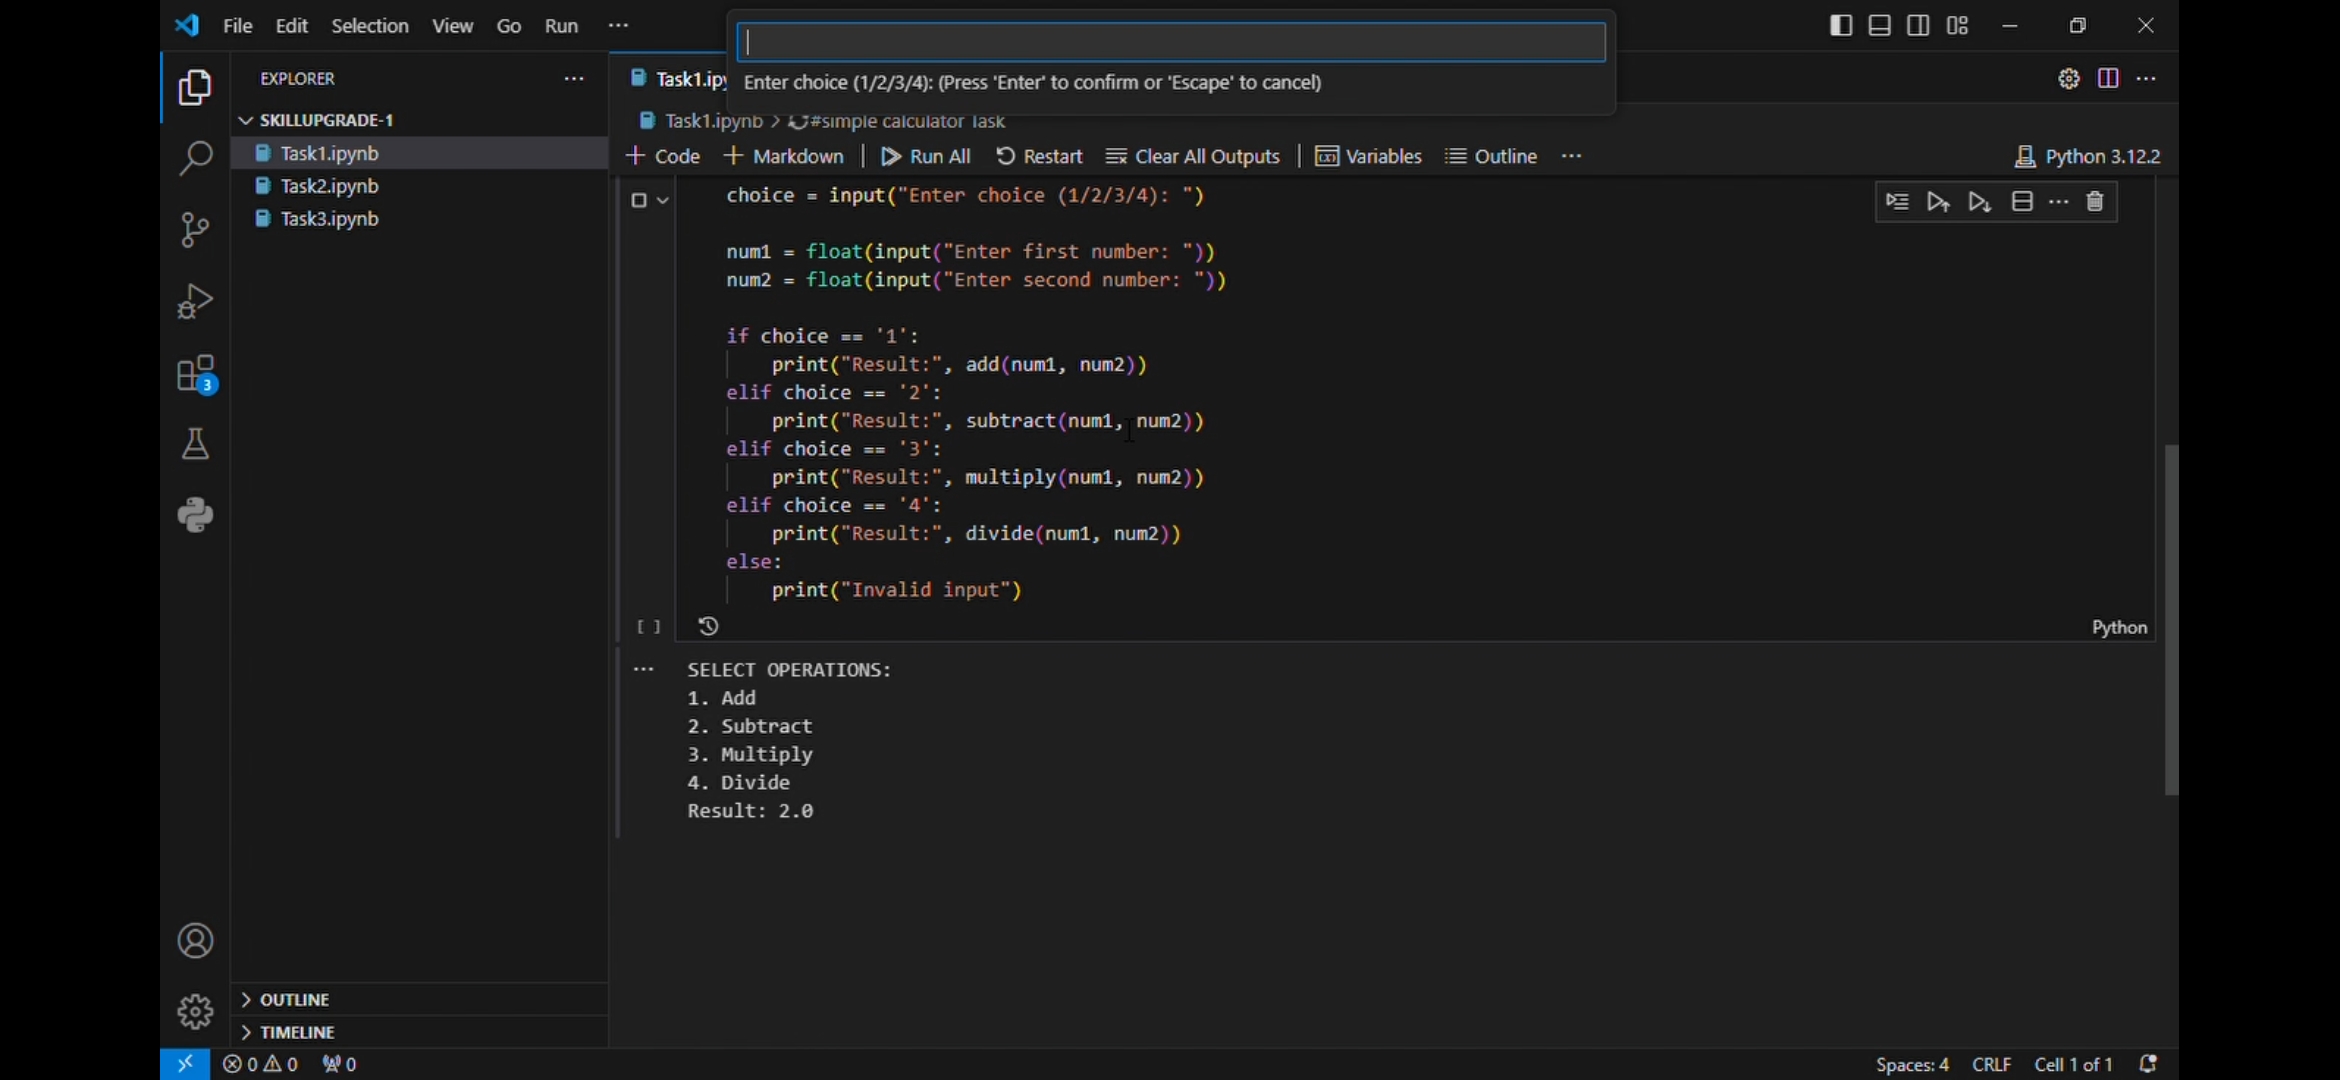 File Edit Selection View Go Run ···
Enter choice (1/2/3/4): (Press 'Enter' to confirm or 'Escape' to cancel)
EXPLORER ···
SKILLUPGRADE-1
Task1.ipynb
Task2.ipynb
Task3.ipynb
3
OUTLINE
TIMELINE
Task1.ipy
Task1.ipynb > #simple calculator Task
+ Code + Markdown | Run All Restart Clear All Outputs | Variables Outline ··· Python 3.12.2
choice = input("Enter choice (1/2/3/4): ")
num1 = float(input("Enter first number: "))
num2 = float(input("Enter second number: "))
if choice == '1':
print("Result:", add(num1, num2))
elif choice == '2':
print("Result:", subtract(num1, num2))
elif choice == '3':
print("Result:", multiply(num1, num2))
elif choice == '4':
print("Result:", divide(num1, num2))
else:
print("Invalid input")
[ ] Python
··· SELECT OPERATIONS:
1. Add
2. Subtract
3. Multiply
4. Divide
Result: 2.0
0 0 0 Spaces: 4 CRLF Cell 1 of 1